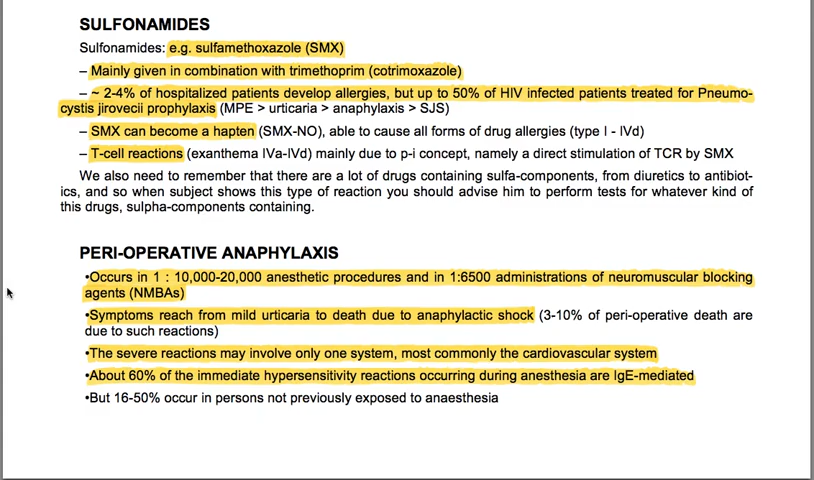 SULFONAMIDES
Sulfonamides: e.g. sulfamethoxazole (SMX)
– Mainly given in combination with trimethoprim (cotrimoxazole)
– ~ 2-4% of hospitalized patients develop allergies, but up to 50% of HIV infected patients treated for Pneumo-
cystis jirovecii prophylaxis (MPE > urticaria > anaphylaxis > SJS)
– SMX can become a hapten (SMX-NO), able to cause all forms of drug allergies (type I - IVd)
– T-cell reactions (exanthema IVa-IVd) mainly due to p-i concept, namely a direct stimulation of TCR by SMX
We also need to remember that there are a lot of drugs containing sulfa-components, from diuretics to antibiot-
ics, and so when subject shows this type of reaction you should advise him to perform tests for whatever kind of
this drugs, sulpha-components containing.
PERI-OPERATIVE ANAPHYLAXIS
•Occurs in 1 : 10,000-20,000 anesthetic procedures and in 1:6500 administrations of neuromuscular blocking
agents (NMBAs)
•Symptoms reach from mild urticaria to death due to anaphylactic shock (3-10% of peri-operative death are
due to such reactions)
•The severe reactions may involve only one system, most commonly the cardiovascular system
•About 60% of the immediate hypersensitivity reactions occurring during anesthesia are IgE-mediated
•But 16-50% occur in persons not previously exposed to anaesthesia